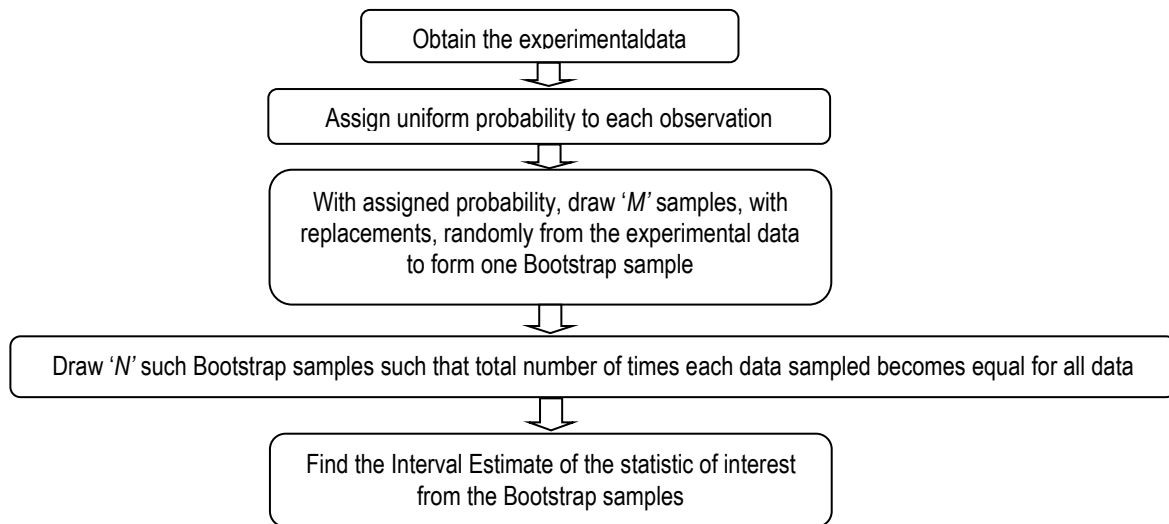 Obtain the experimentaldata
Assign uniform probability to each observation
With assigned probability, draw ‘M’ samples, with
replacements, randomly from the experimental data
to form one Bootstrap sample
Draw ‘N’ such Bootstrap samples such that total number of times each data sampled becomes equal for all data
Find the Interval Estimate of the statistic of interest
from the Bootstrap samples